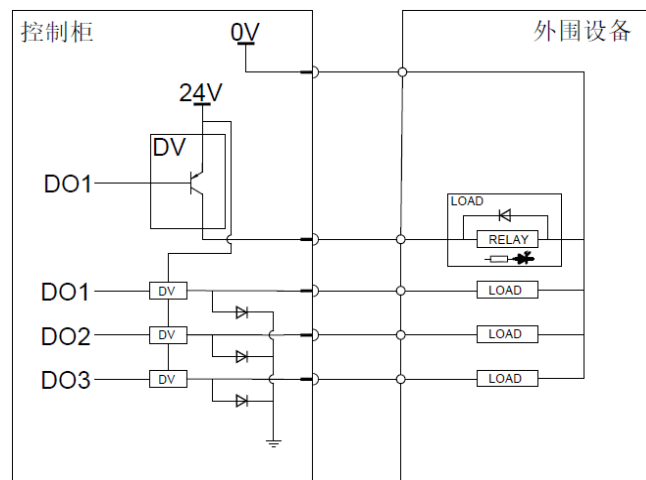 控制柜
0V
外围设备
24V
DV
DO1
LOAD
RELAY
DO1 DV LOAD
DO2 DV LOAD
DO3 DV LOAD